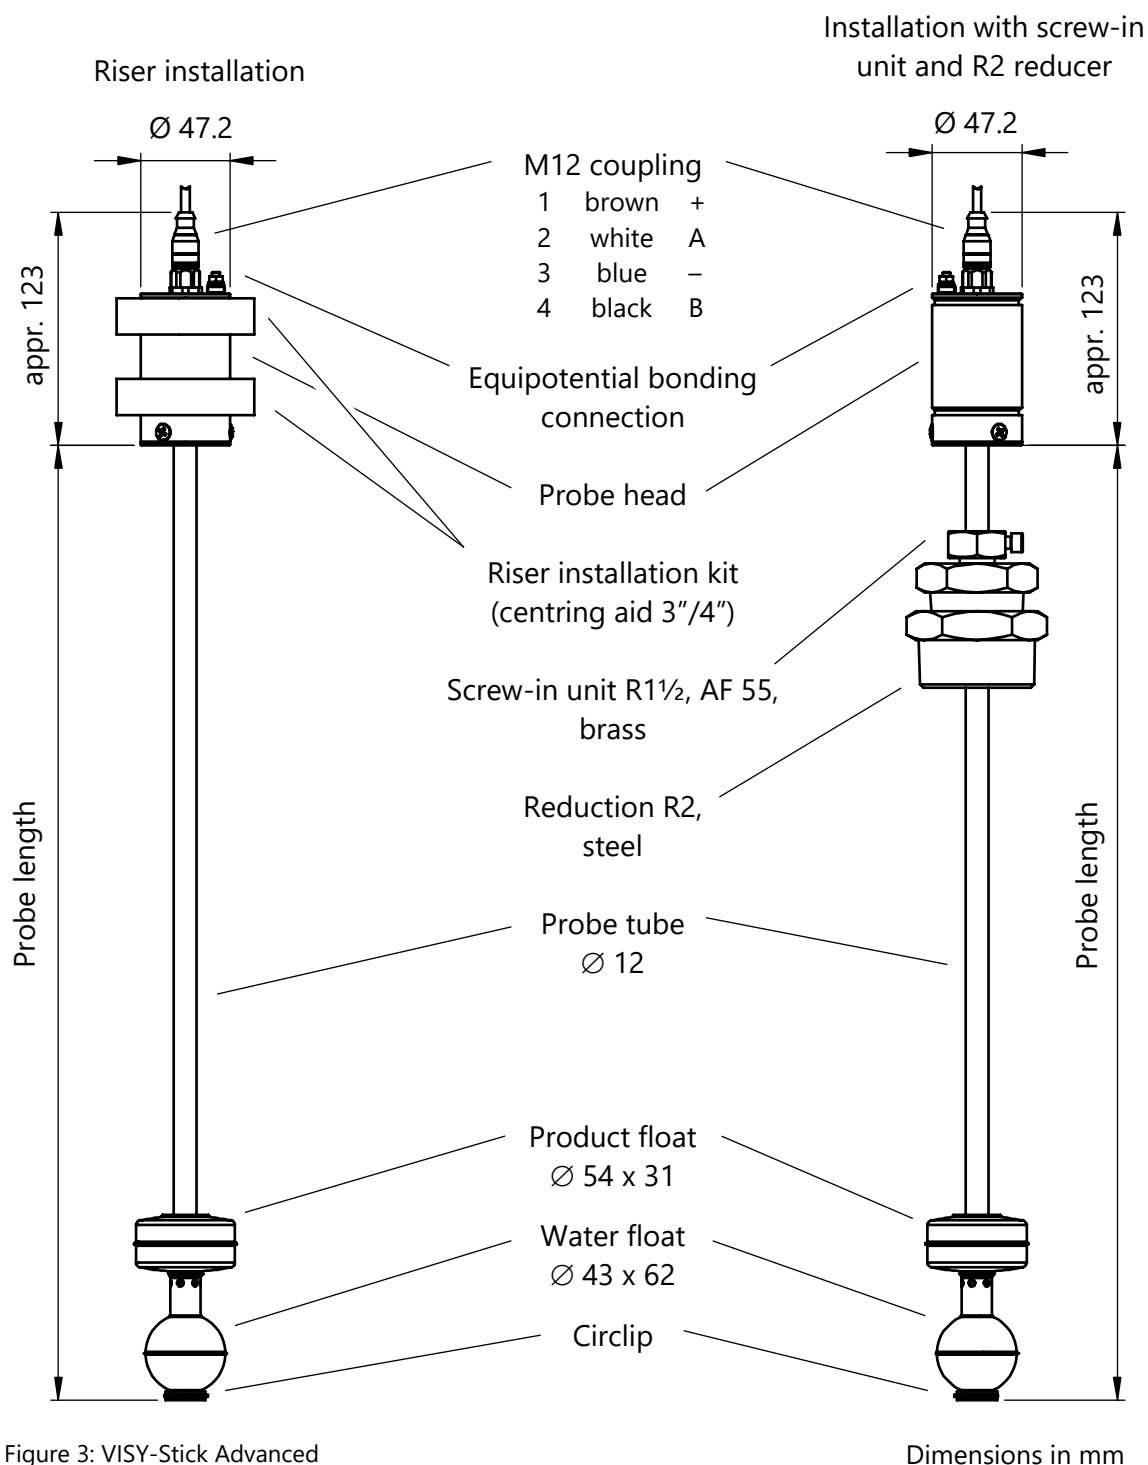 Installation with screw-in
unit and R2 reducer
Riser installation
Ø 47.2
Ø 47.2
M12 coupling
1 brown +
2 white A
3 blue –
4 black B
appr. 123
appr. 123
Equipotential bonding
connection
Probe head
Riser installation kit
(centring aid 3”/4”)
Screw-in unit R1½, AF 55,
brass
Reduction R2,
steel
Probe length
Probe length
Probe tube
∅ 12
Product float
∅ 54 x 31
Water float
∅ 43 x 62
Circlip
Figure 3: VISY-Stick Advanced
Dimensions in mm